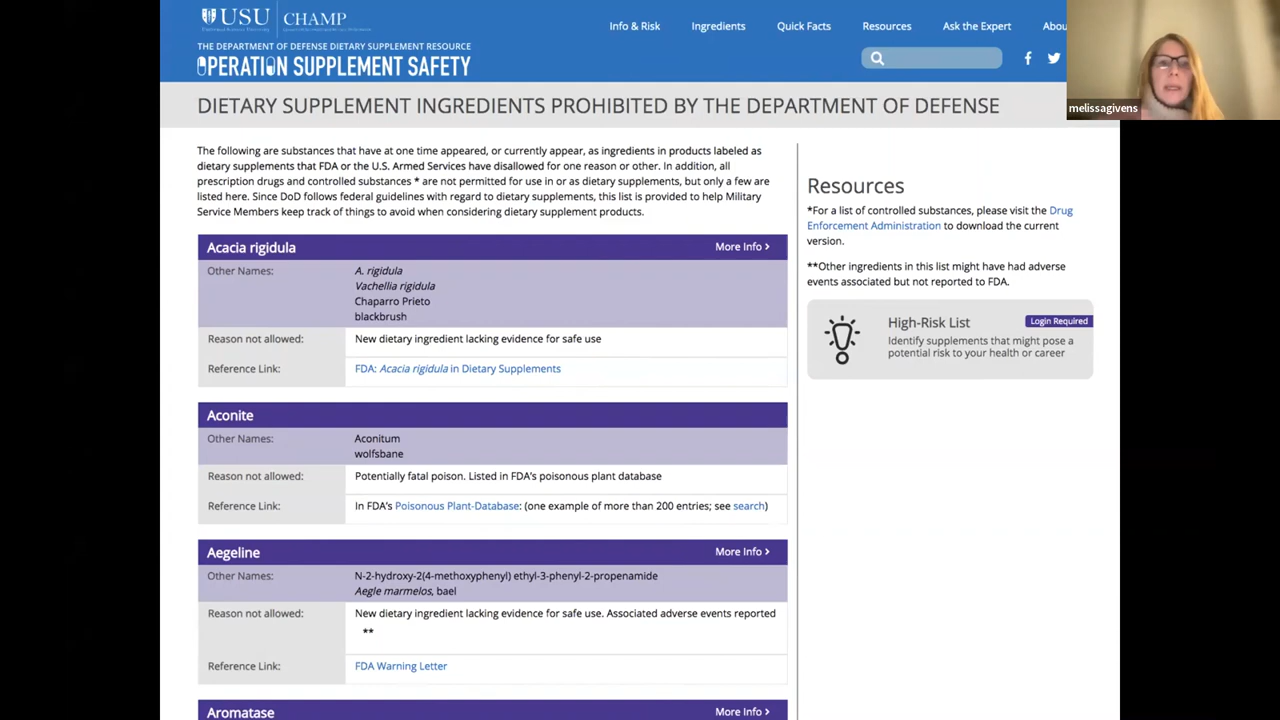 USU CHAMP
Info & Risk Ingredients Quick Facts Resources Ask the Expert Abou
THE DEPARTMENT OF DEFENSE DIETARY SUPPLEMENT RESOURCE
OPERATION SUPPLEMENT SAFETY
melissagivens
DIETARY SUPPLEMENT INGREDIENTS PROHIBITED BY THE DEPARTMENT OF DEFENSE
The following are substances that have at one time appeared, or currently appear, as ingredients in products labeled as
dietary supplements that FDA or the U.S. Armed Services have disallowed for one reason or other. In addition, all
prescription drugs and controlled substances * are not permitted for use in or as dietary supplements, but only a few are
listed here. Since DoD follows federal guidelines with regard to dietary supplements, this list is provided to help Military
Service Members keep track of things to avoid when considering dietary supplement products.
Acacia rigidula More Info >
Other Names: A. rigidula
Vachellia rigidula
Chaparro Prieto
blackbrush
Reason not allowed: New dietary ingredient lacking evidence for safe use
Reference Link: FDA: Acacia rigidula in Dietary Supplements
Aconite
Other Names: Aconitum
wolfsbane
Reason not allowed: Potentially fatal poison. Listed in FDA's poisonous plant database
Reference Link: In FDA's Poisonous Plant-Database: (one example of more than 200 entries; see search)
Aegeline More Info >
Other Names: N-2-hydroxy-2(4-methoxyphenyl) ethyl-3-phenyl-2-propenamide
Aegle marmelos, bael
Reason not allowed: New dietary ingredient lacking evidence for safe use. Associated adverse events reported
**
Reference Link: FDA Warning Letter
Aromatase More Info >
Resources
*For a list of controlled substances, please visit the Drug
Enforcement Administration to download the current
version.
**Other ingredients in this list might have had adverse
events associated but not reported to FDA.
High-Risk List Login Required
Identify supplements that might pose a
potential risk to your health or career